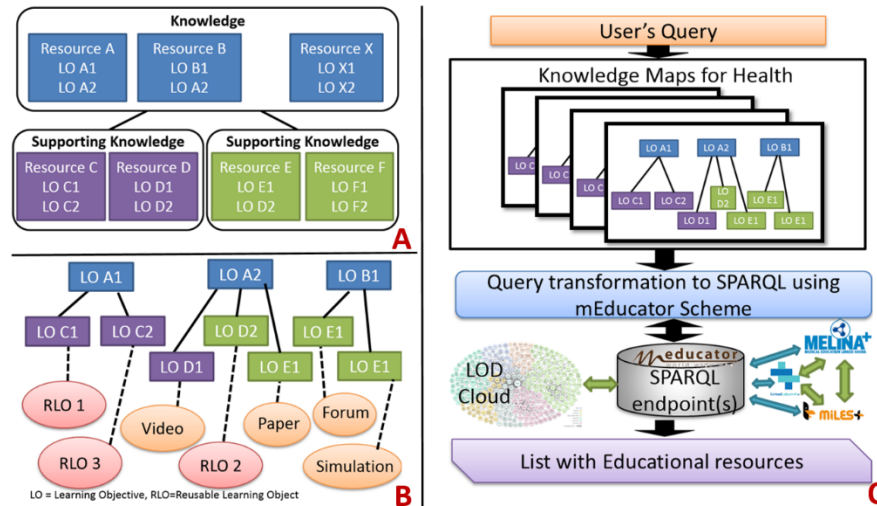 Knowledge
Resource A
LO A1
LO A2
Resource B
LO B1
LO A2
Resource X
LO X1
LO X2
Supporting Knowledge
Resource C
LO C1
LO C2
Resource D
LO D1
LO D2
Supporting Knowledge
Resource E
LO E1
LO D2
Resource F
LO F1
LO F2
A
LO A1
LO A2
LO B1
LO C1
LO C2
LO D2
LO E1
LO D1
LO E1
LO E1
RLO 1
Video
Paper
Forum
RLO 3
RLO 2
Simulation
LO = Learning Objective, RLO=Reusable Learning Object
B
User's Query
Knowledge Maps for Health
LO C
LO C
LO C
LO A1
LO A2
LO B1
LO C1
LO C2
LO
D2
LO E1
LO D1
LO E1
LO E1
Query transformation to SPARQL using
mEducator Scheme
LOD
Cloud
meducator
SPARQL
endpoint(s)
MELINA+
MILES+
List with Educational resources
C